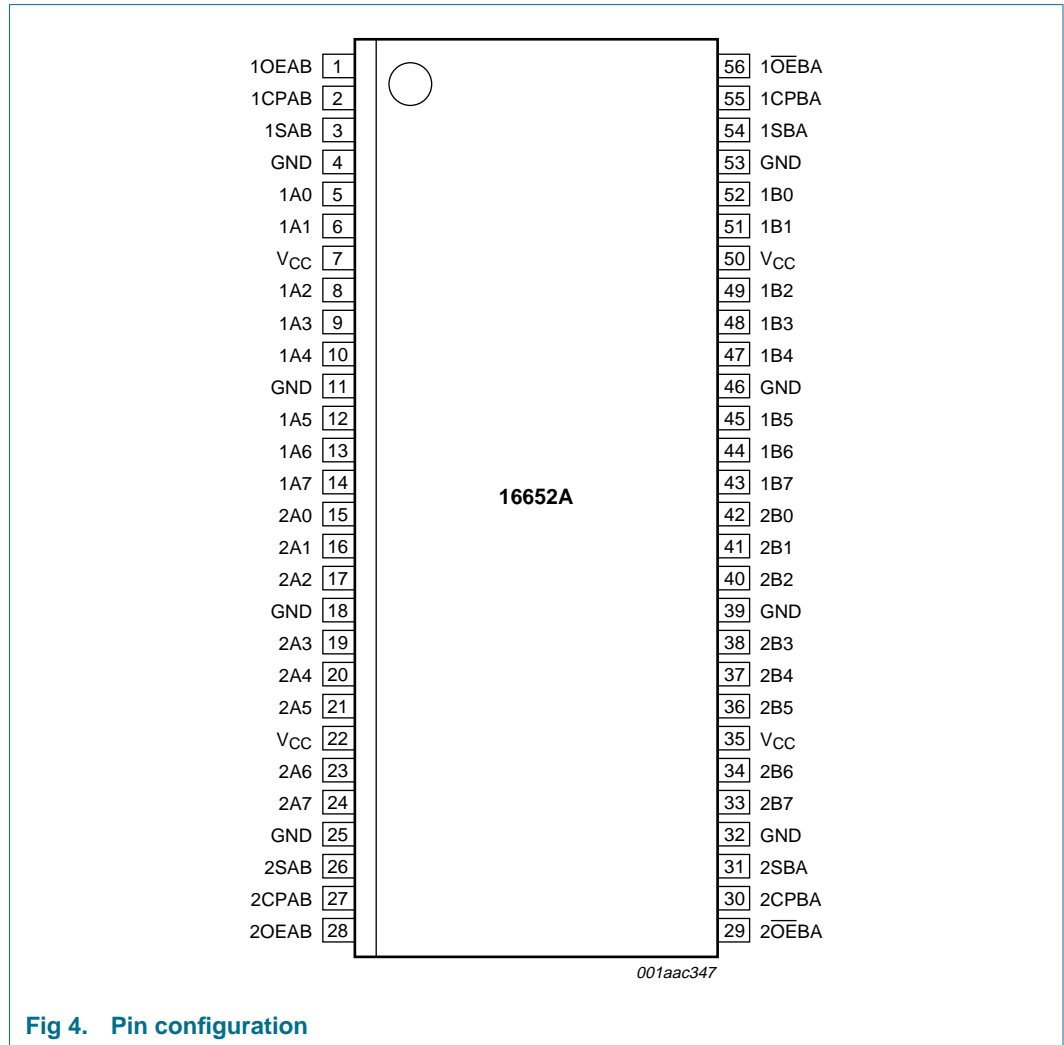 1OEAB 1 56 1O̅E̅BA
1CPAB 2 55 1CPBA
1SAB 3 54 1SBA
GND 4 53 GND
1A0 5 52 1B0
1A1 6 51 1B1
VCC 7 50 VCC
1A2 8 49 1B2
1A3 9 48 1B3
1A4 10 47 1B4
GND 11 46 GND
1A5 12 45 1B5
1A6 13 44 1B6
1A7 14 43 1B7
16652A
2A0 15 42 2B0
2A1 16 41 2B1
2A2 17 40 2B2
GND 18 39 GND
2A3 19 38 2B3
2A4 20 37 2B4
2A5 21 36 2B5
VCC 22 35 VCC
2A6 23 34 2B6
2A7 24 33 2B7
GND 25 32 GND
2SAB 26 31 2SBA
2CPAB 27 30 2CPBA
2OEAB 28 29 2O̅E̅BA
001aac347
Fig 4. Pin configuration